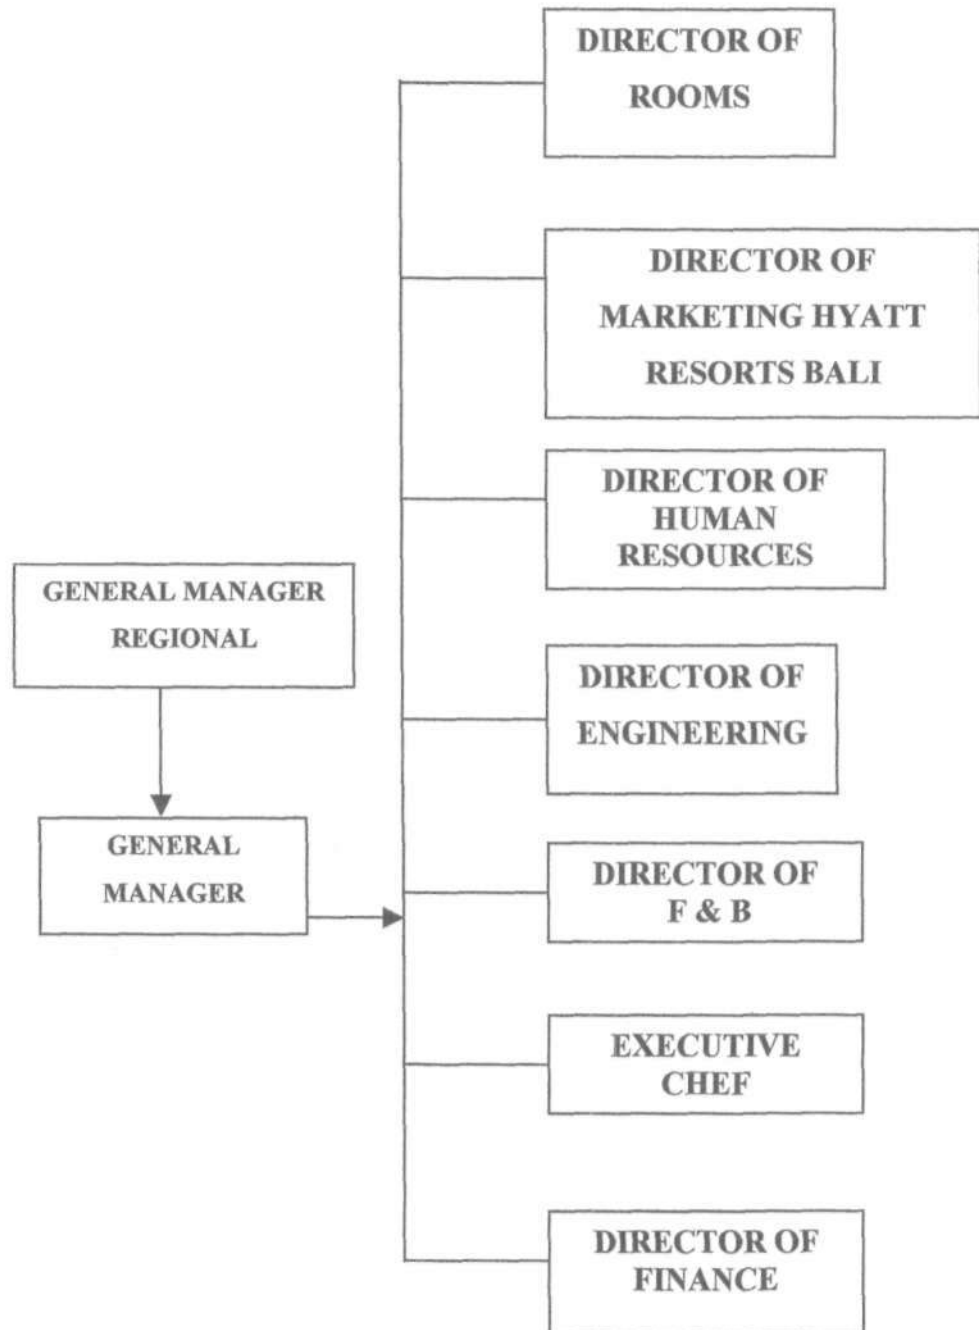 DIRECTOR OF
ROOMS
DIRECTOR OF
MARKETING HYATT
RESORTS BALI
DIRECTOR OF
HUMAN
RESOURCES
GENERAL MANAGER
REGIONAL
DIRECTOR OF
ENGINEERING
GENERAL
MANAGER
DIRECTOR OF
F & B
EXECUTIVE
CHEF
DIRECTOR OF
FINANCE